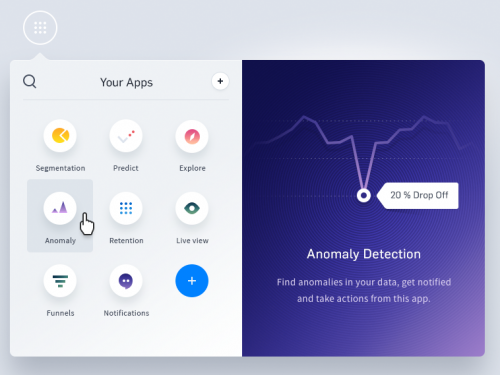 Your Apps
+
Segmentation
Predict
Explore
Anomaly
Retention
Live view
Funnels
Notifications
+
20 % Drop Off
Anomaly Detection
Find anomalies in your data, get notified
and take actions from this app.